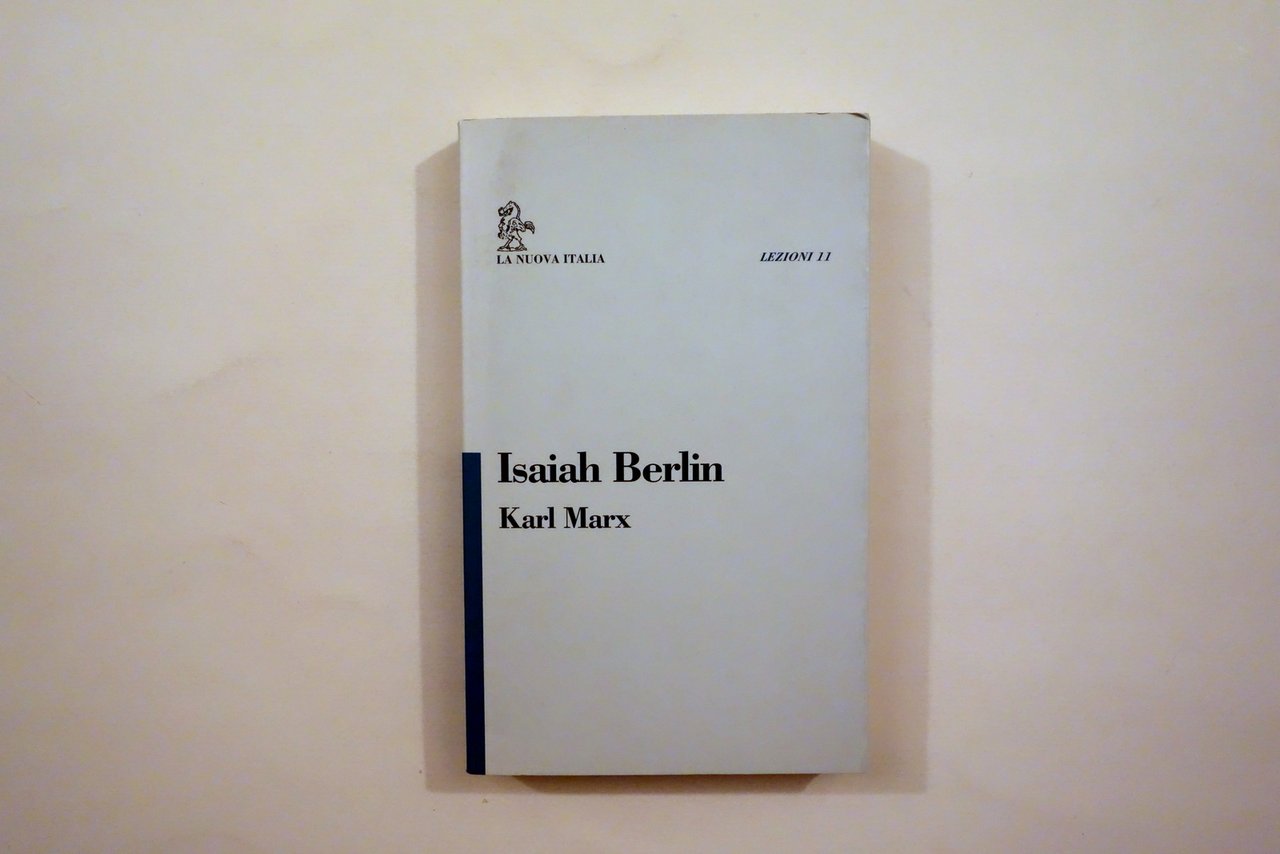 LA NUOVA ITALIA
LEZIONI 11
Isaiah Berlin
Karl Marx